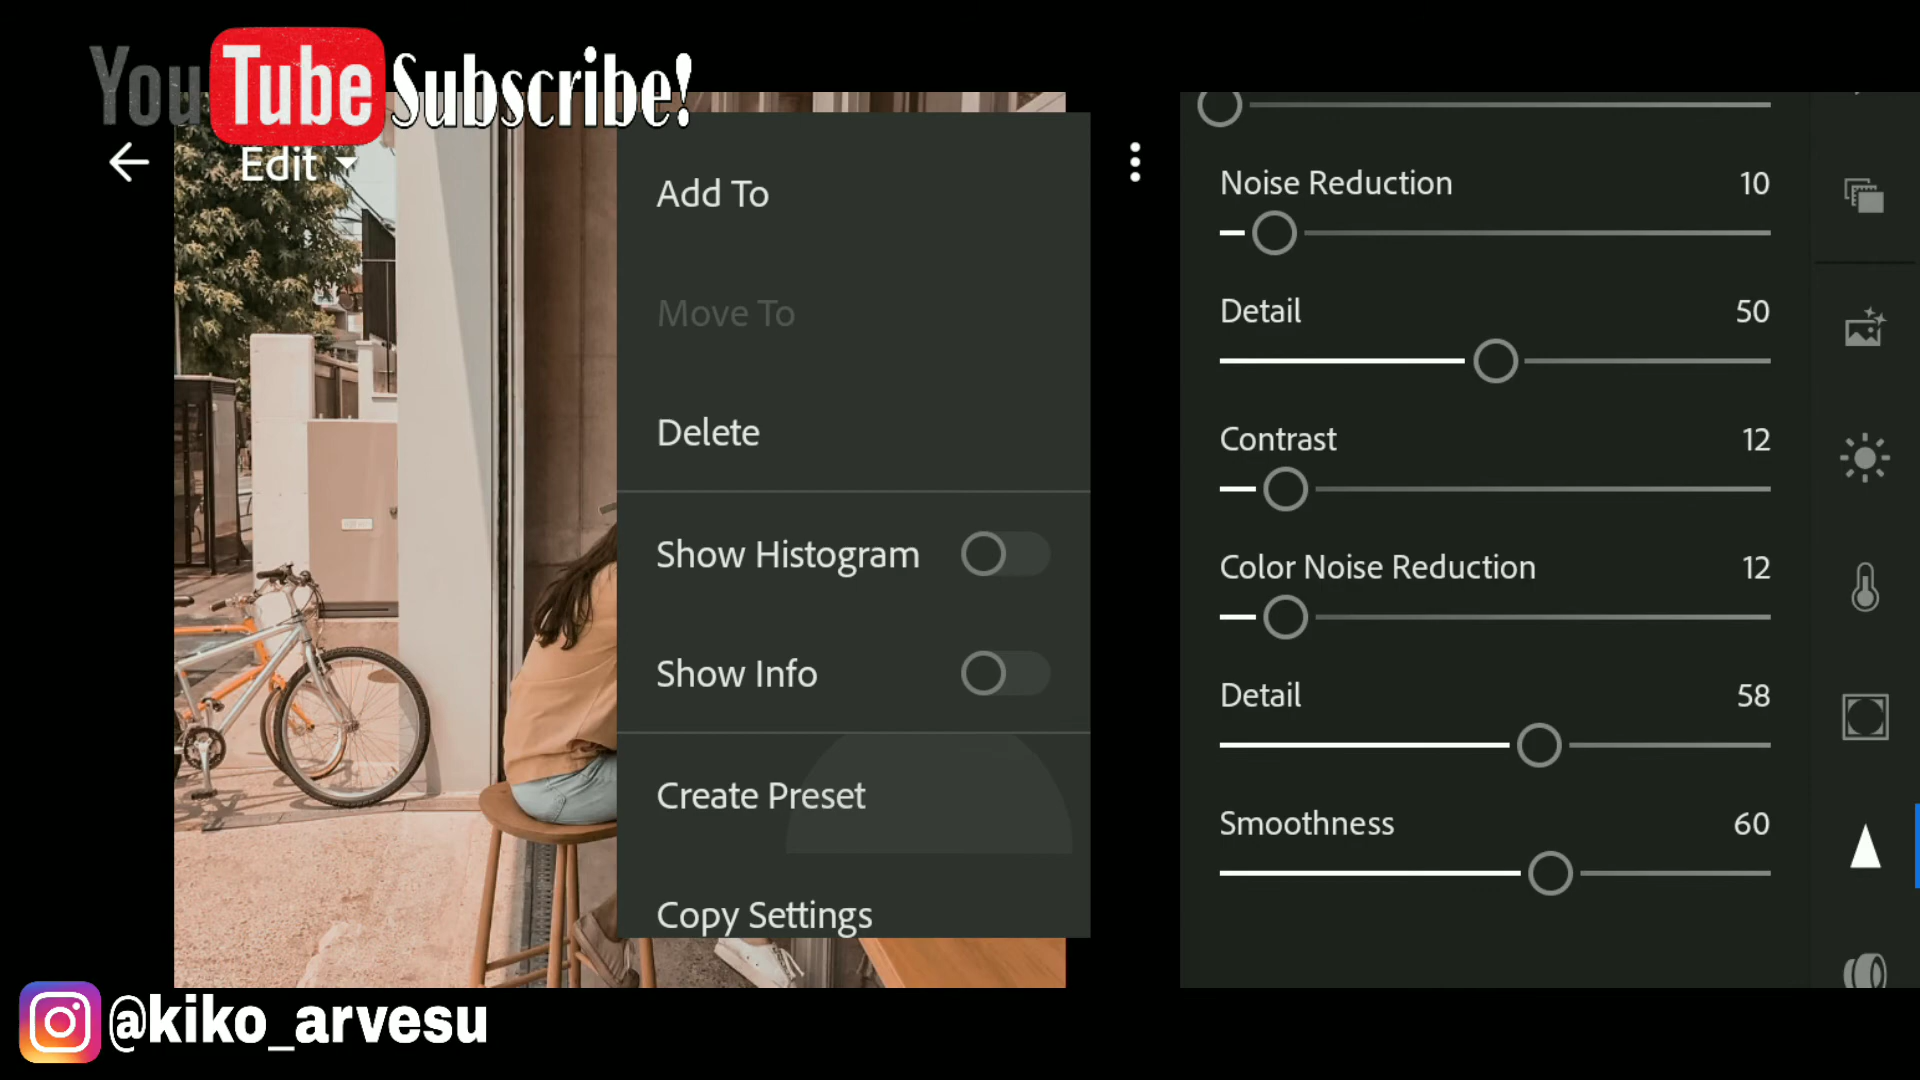 YouTube Subscribe!
Edit
Add To
Move To
Delete
Show Histogram
Show Info
Create Preset
Copy Settings
Noise Reduction 10
Detail 50
Contrast 12
Color Noise Reduction 12
Detail 58
Smoothness 60
@kiko_arvesu